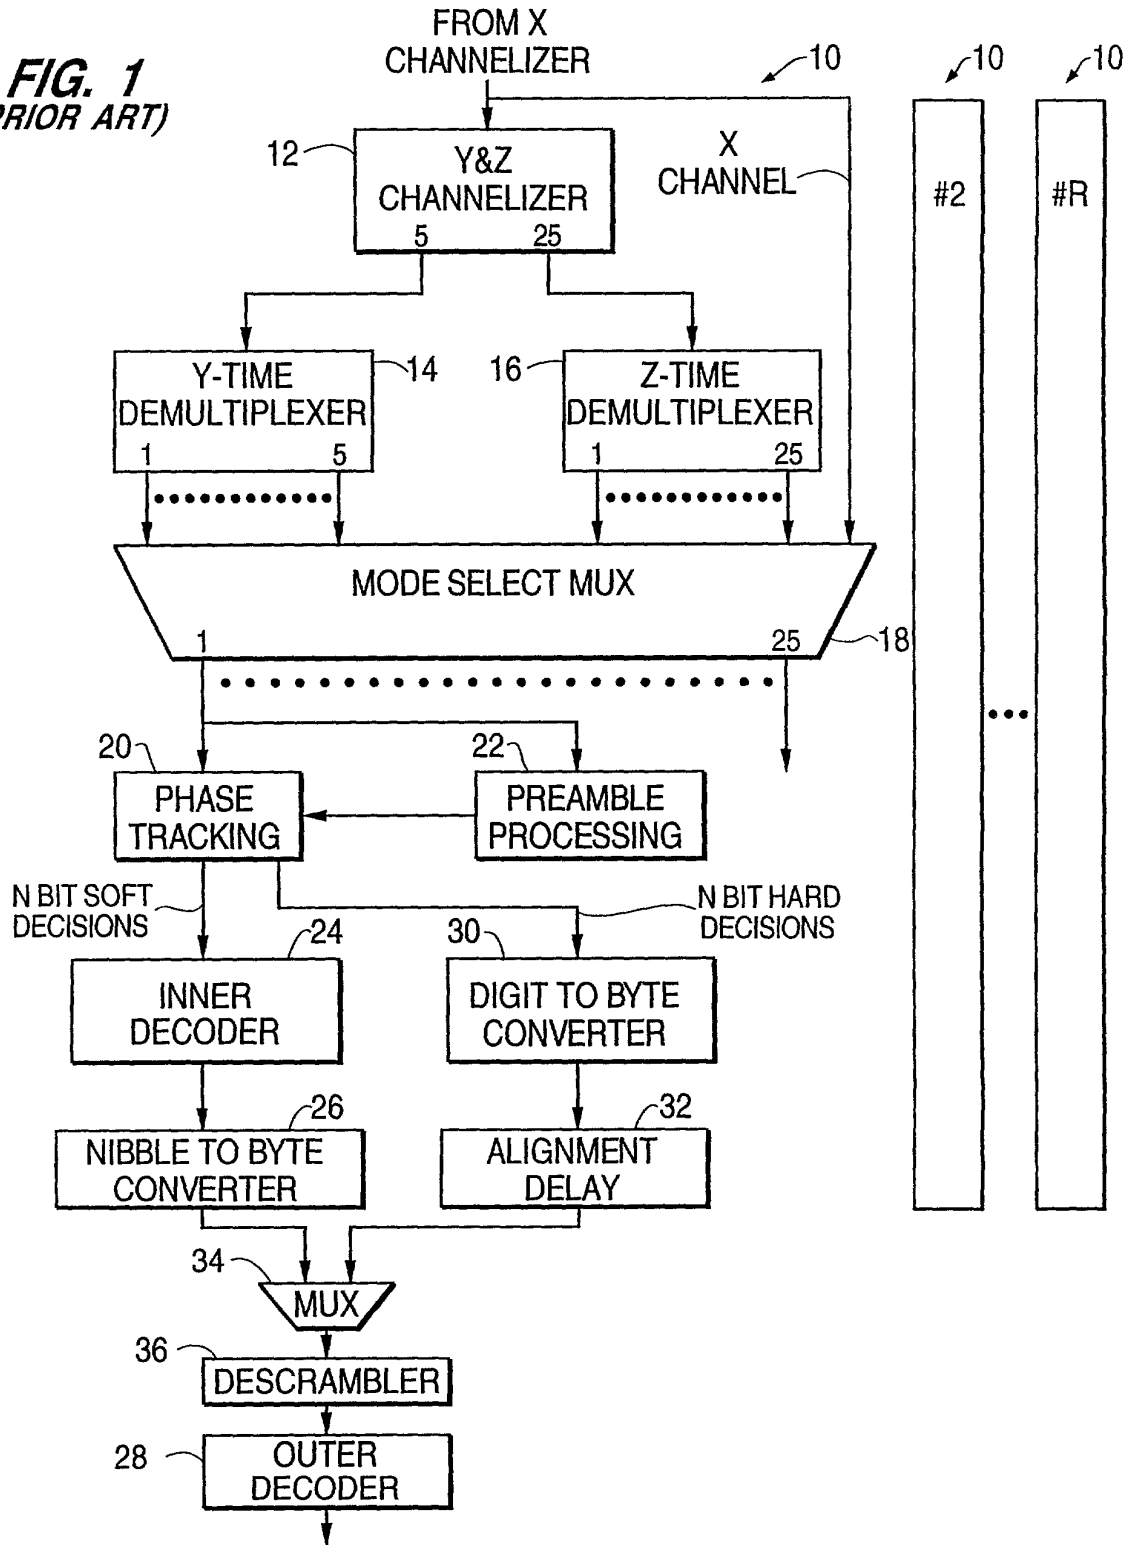 FROM X
CHANNELIZER
FIG. 1
PRIOR ART)
10
10
10
12
Y&Z
CHANNELIZER
5 25
X
CHANNEL
#2
#R
Y-TIME
DEMULTIPLEXER
1 5
14
16
Z-TIME
DEMULTIPLEXER
1 25
MODE SELECT MUX
1 25
18
20
PHASE
TRACKING
22
PREAMBLE
PROCESSING
N BIT SOFT
DECISIONS
N BIT HARD
DECISIONS
24
INNER
DECODER
30
DIGIT TO BYTE
CONVERTER
26
NIBBLE TO BYTE
CONVERTER
32
ALIGNMENT
DELAY
34
MUX
36
DESCRAMBLER
28
OUTER
DECODER